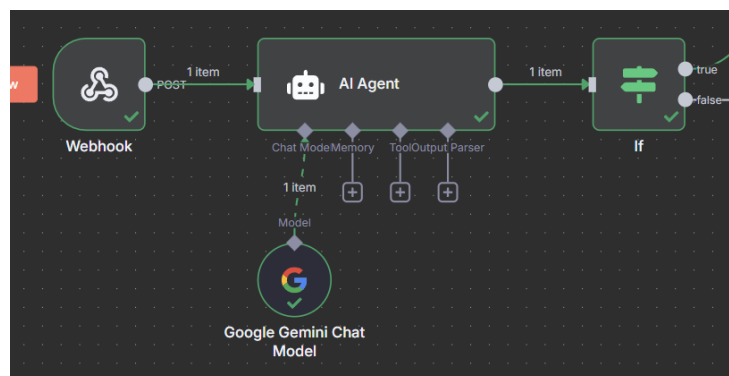 w
POST
1 item
AI Agent
1 item
true
false
Webhook
Chat Mode
Memory
Tool
Output Parser
If
1 item
Model
Google Gemini Chat
Model